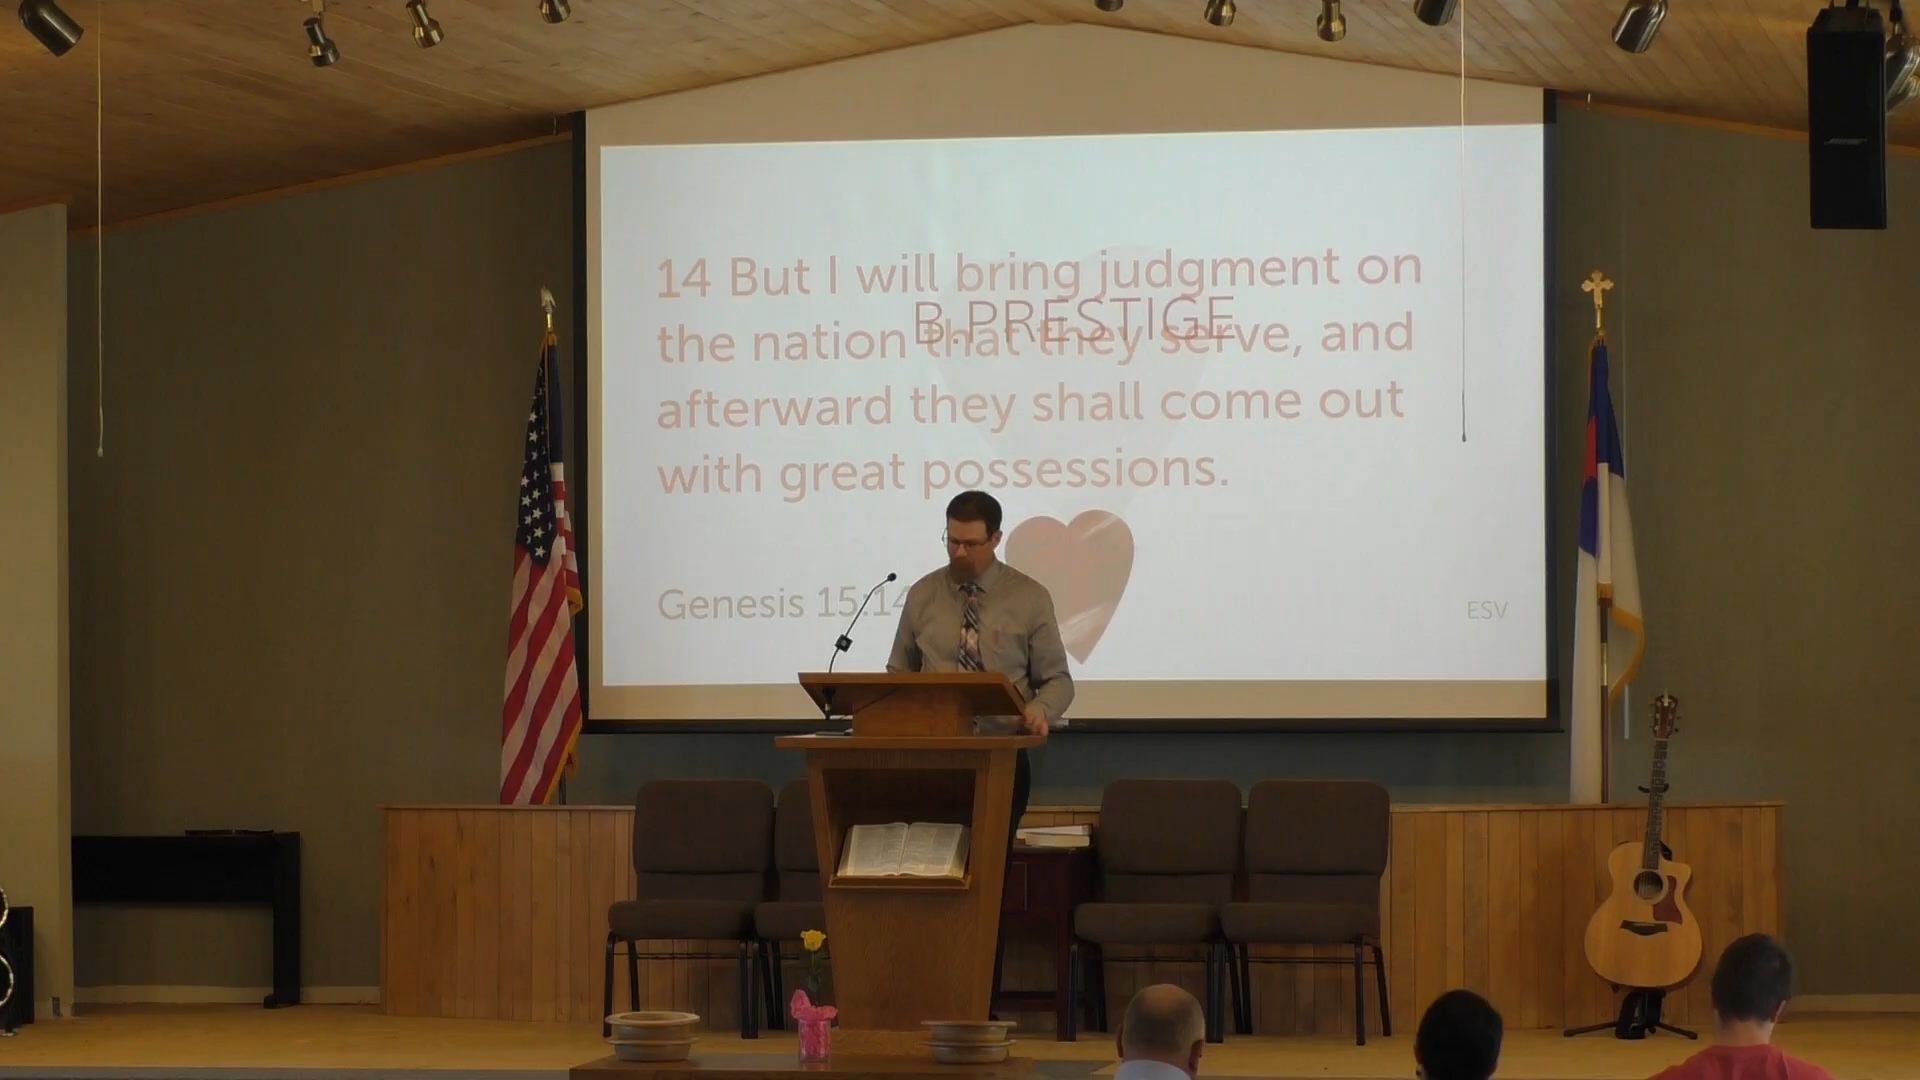 14 But I will bring judgment on
B. PRESTIGE
the nation that they serve, and
afterward they shall come out
with great possessions.
Genesis 15:14
ESV
BOSE